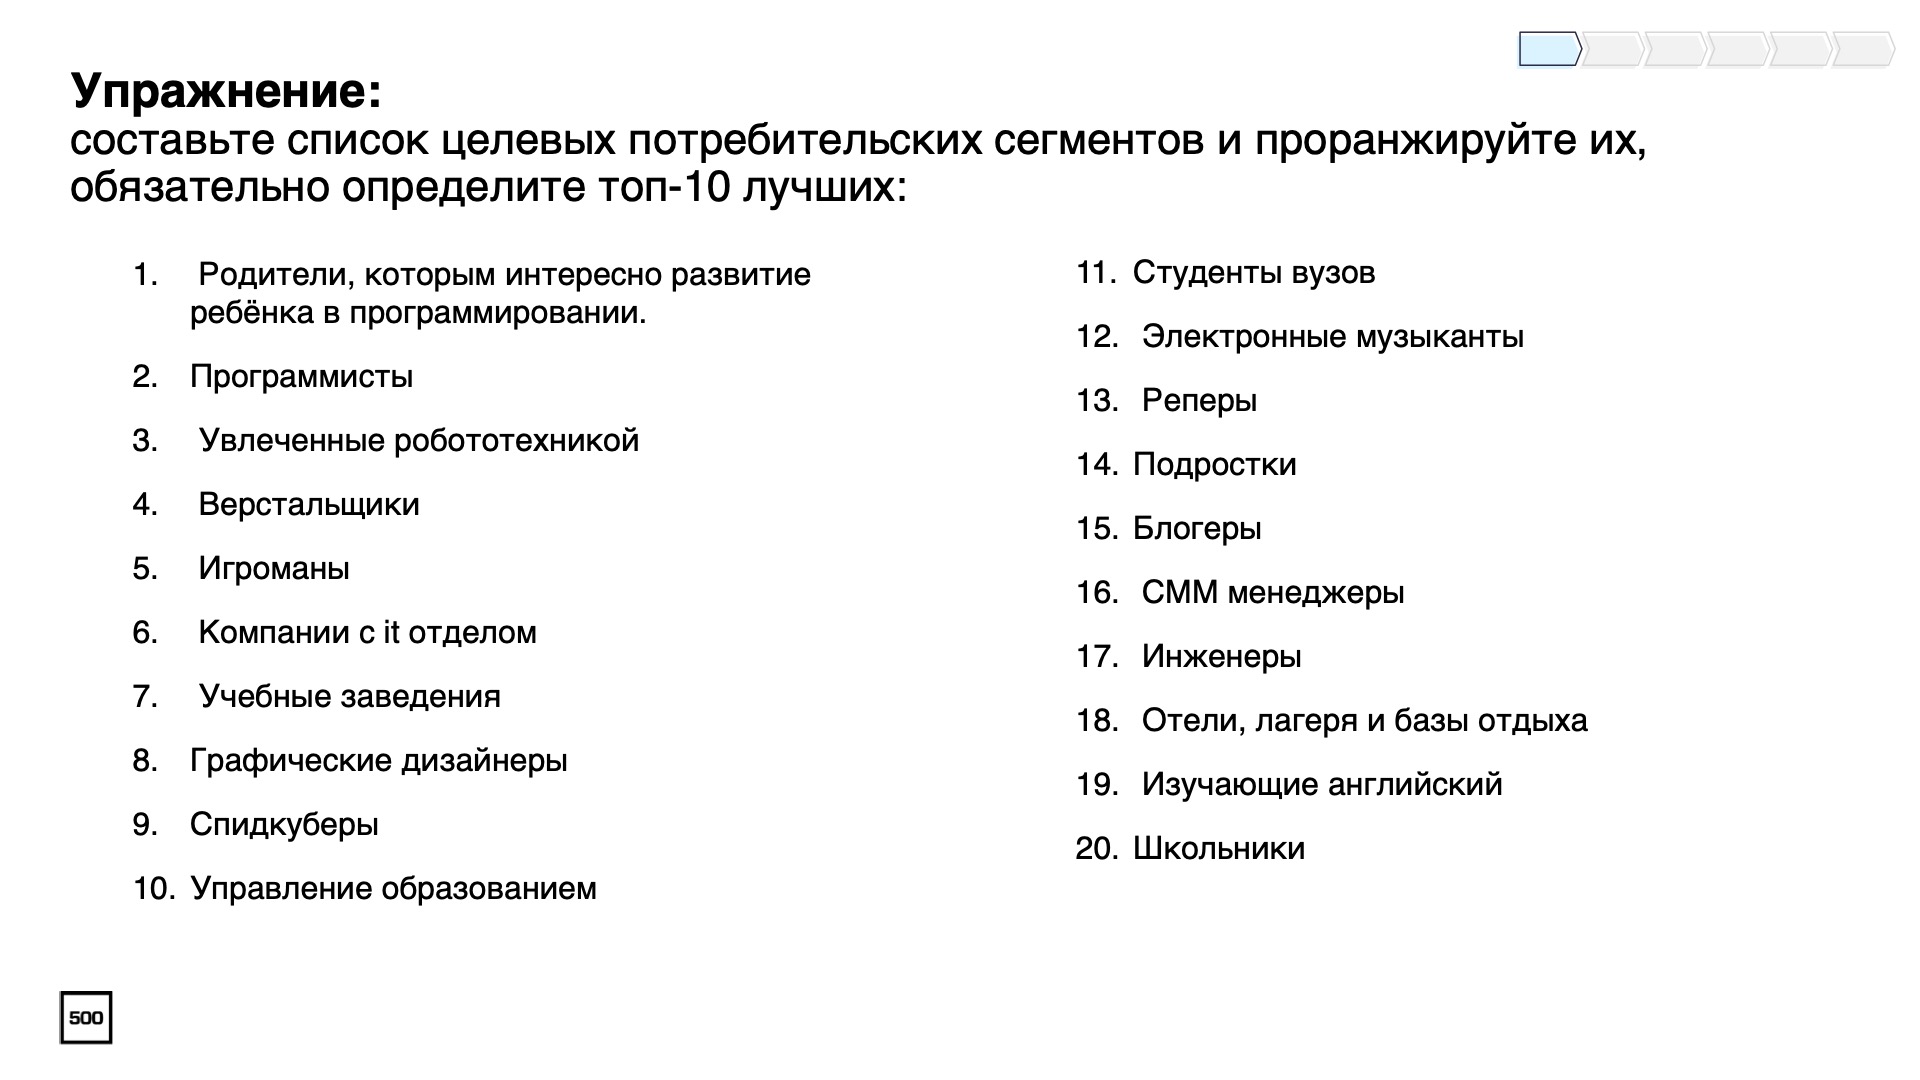 Упражнение:
составьте список целевых потребительских сегментов и проранжируйте их,
обязательно определите топ-10 лучших:
1. Родители, которым интересно развитие
ребёнка в программировании.
2. Программисты
3. Увлеченные робототехникой
4. Верстальщики
5. Игроманы
6. Компании с it отделом
7. Учебные заведения
8. Графические дизайнеры
9. Спидкуберы
10. Управление образованием
11. Студенты вузов
12. Электронные музыканты
13. Реперы
14. Подростки
15. Блогеры
16. СММ менеджеры
17. Инженеры
18. Отели, лагеря и базы отдыха
19. Изучающие английский
20. Школьники
500